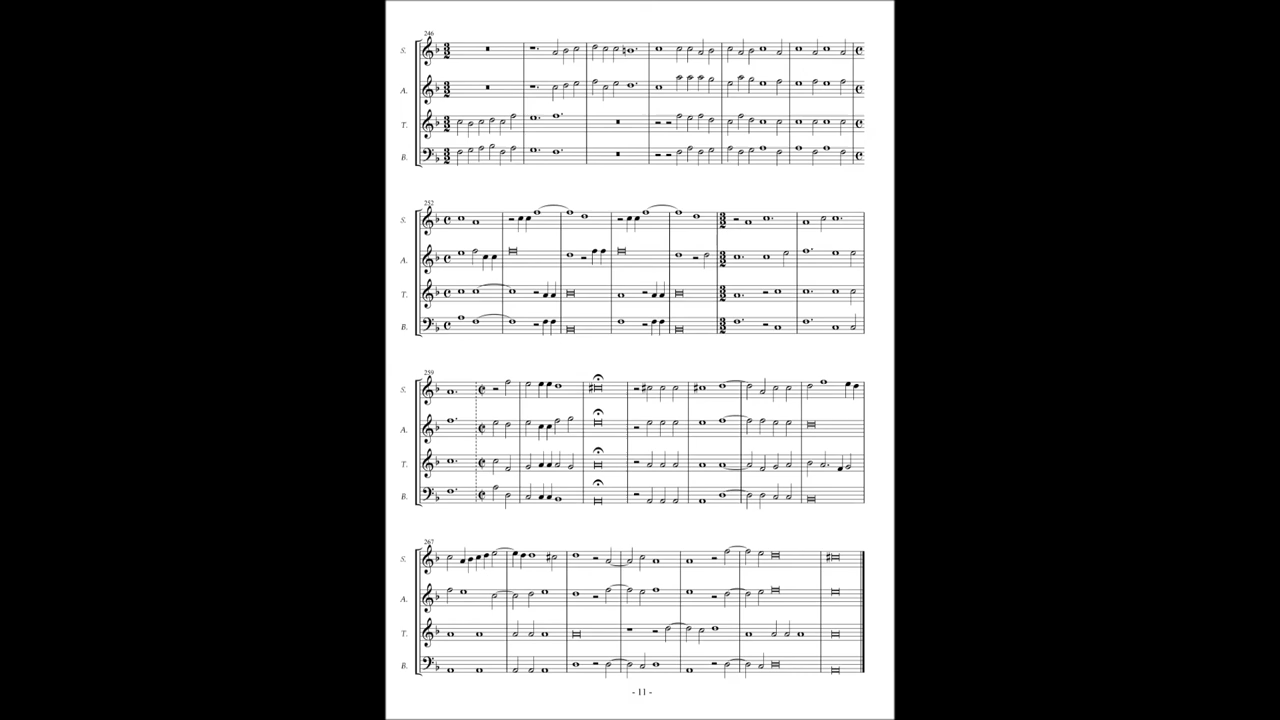 246
S.
A.
T.
B.
252
S.
A.
T.
B.
259
S.
A.
T.
B.
267
S.
A.
T.
B.
- 11 -